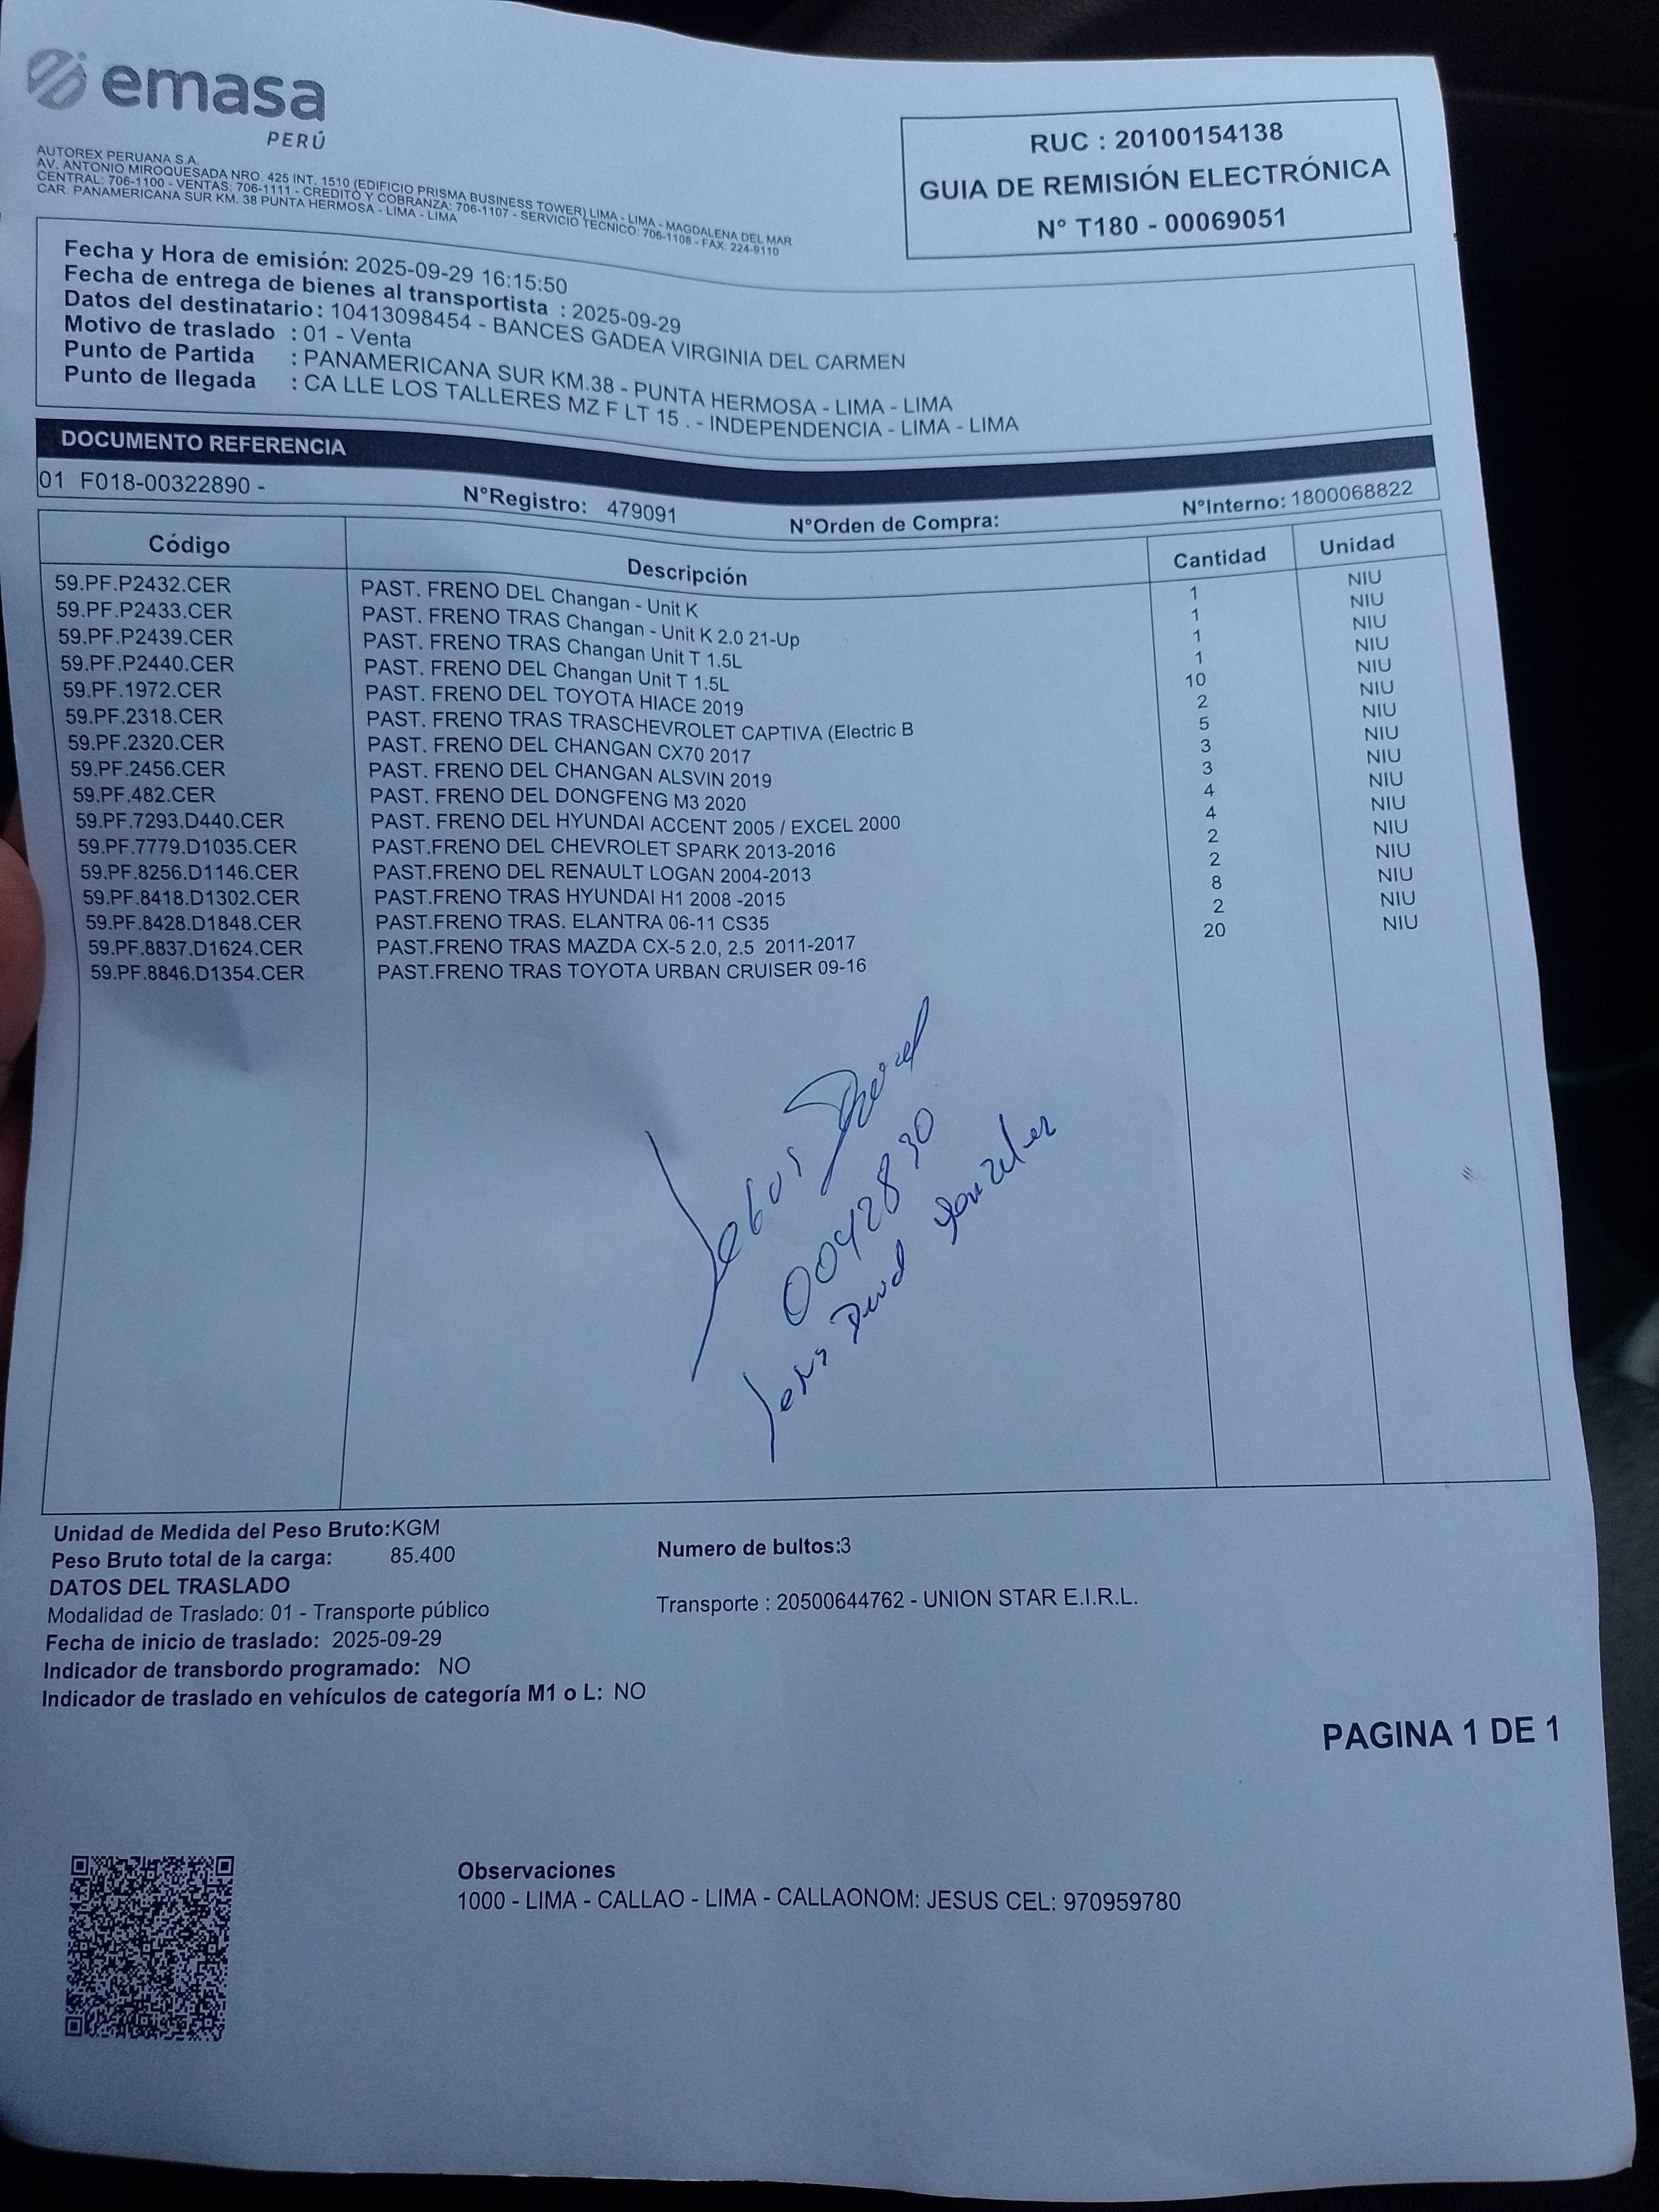 emasa
PERÚ
AUTOREX PERUANA S.A.
AV. ANTONIO MIROQUESADA NRO. 425 INT. 1510 (EDIFICIO PRISMA BUSINESS TOWER) LIMA - LIMA - MAGDALENA DEL MAR
CENTRAL: 706-1100 - VENTAS: 706-1111 - CREDITO Y COBRANZA: 706-1107 - SERVICIO TECNICO: 706-1108 - FAX: 224-9110
CAR. PANAMERICANA SUR KM. 38 PUNTA HERMOSA - LIMA - LIMA
RUC : 20100154138
GUIA DE REMISIÓN ELECTRÓNICA
N° T180 - 00069051
Fecha y Hora de emisión: 2025-09-29 16:15:50
Fecha de entrega de bienes al transportista : 2025-09-29
Datos del destinatario : 10413098454 - BANCES GADEA VIRGINIA DEL CARMEN
Motivo de traslado : 01 - Venta
Punto de Partida : PANAMERICANA SUR KM.38 - PUNTA HERMOSA - LIMA - LIMA
Punto de llegada : CA LLE LOS TALLERES MZ F LT 15 . - INDEPENDENCIA - LIMA - LIMA
DOCUMENTO REFERENCIA
01 F018-00322890 - N°Registro: 479091 N°Orden de Compra: N°Interno: 1800068822
Código Descripción Cantidad Unidad
59.PF.P2432.CER PAST. FRENO DEL Changan - Unit K 1 NIU
59.PF.P2433.CER PAST. FRENO TRAS Changan - Unit K 2.0 21-Up 1 NIU
59.PF.P2439.CER PAST. FRENO TRAS Changan Unit T 1.5L 1 NIU
59.PF.P2440.CER PAST. FRENO DEL Changan Unit T 1.5L 1 NIU
59.PF.1972.CER PAST. FRENO DEL TOYOTA HIACE 2019 10 NIU
59.PF.2318.CER PAST. FRENO TRAS TRASCHEVROLET CAPTIVA (Electric B 2 NIU
59.PF.2320.CER PAST. FRENO DEL CHANGAN CX70 2017 5 NIU
59.PF.2456.CER PAST. FRENO DEL CHANGAN ALSVIN 2019 3 NIU
59.PF.482.CER PAST. FRENO DEL DONGFENG M3 2020 3 NIU
59.PF.7293.D440.CER PAST. FRENO DEL HYUNDAI ACCENT 2005 / EXCEL 2000 4 NIU
59.PF.7779.D1035.CER PAST.FRENO DEL CHEVROLET SPARK 2013-2016 4 NIU
59.PF.8256.D1146.CER PAST.FRENO DEL RENAULT LOGAN 2004-2013 2 NIU
59.PF.8418.D1302.CER PAST.FRENO TRAS HYUNDAI H1 2008 -2015 2 NIU
59.PF.8428.D1848.CER PAST.FRENO TRAS. ELANTRA 06-11 CS35 8 NIU
59.PF.8837.D1624.CER PAST.FRENO TRAS MAZDA CX-5 2.0, 2.5 2011-2017 2 NIU
59.PF.8846.D1354.CER PAST.FRENO TRAS TOYOTA URBAN CRUISER 09-16 20 NIU
Jesus
0042830
Jesus David Gonzalez
Unidad de Medida del Peso Bruto:KGM
Peso Bruto total de la carga: 85.400 Numero de bultos:3
DATOS DEL TRASLADO
Modalidad de Traslado: 01 - Transporte público Transporte : 20500644762 - UNION STAR E.I.R.L.
Fecha de inicio de traslado: 2025-09-29
Indicador de transbordo programado: NO
Indicador de traslado en vehículos de categoría M1 o L: NO
PAGINA 1 DE 1
Observaciones
1000 - LIMA - CALLAO - LIMA - CALLAONOM: JESUS CEL: 970959780